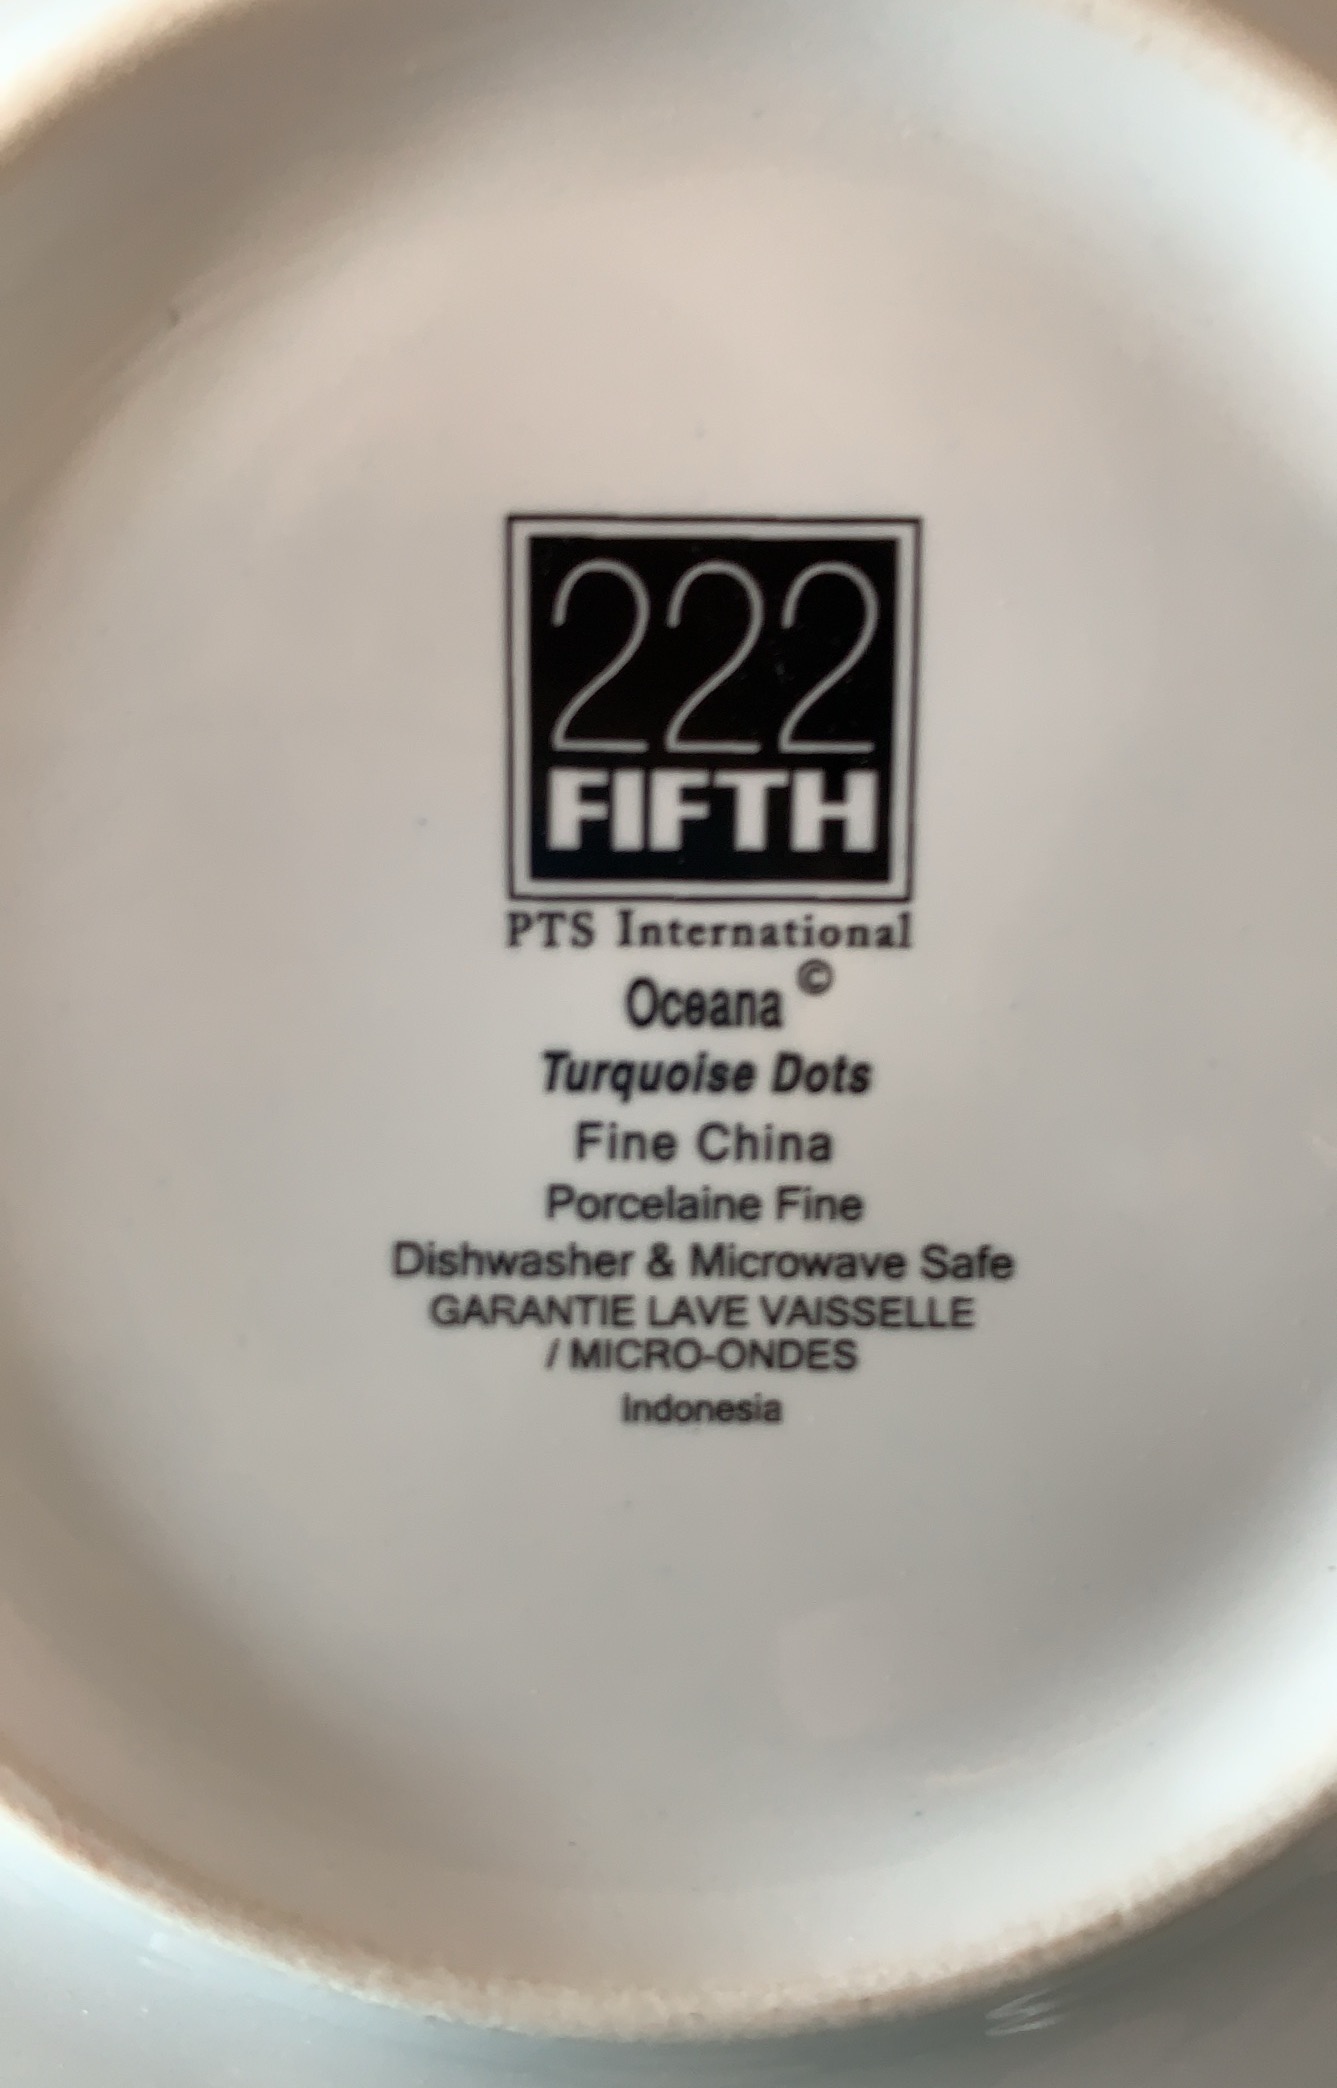 222
FIFTH
PTS International
Oceana ©
Turquoise Dots
Fine China
Porcelaine Fine
Dishwasher & Microwave Safe
GARANTIE LAVE VAISSELLE
/ MICRO-ONDES
Indonesia